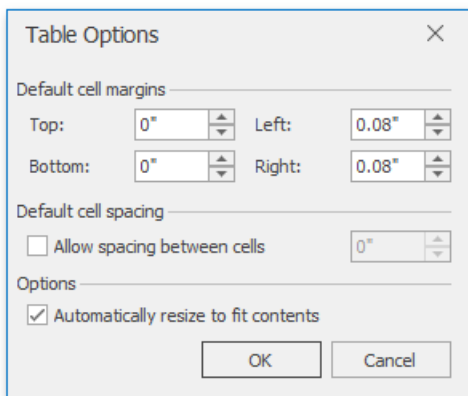 Table Options
Default cell margins
Top: 0" Left: 0.08"
Bottom: 0" Right: 0.08"
Default cell spacing
Allow spacing between cells 0"
Options
Automatically resize to fit contents
OK Cancel